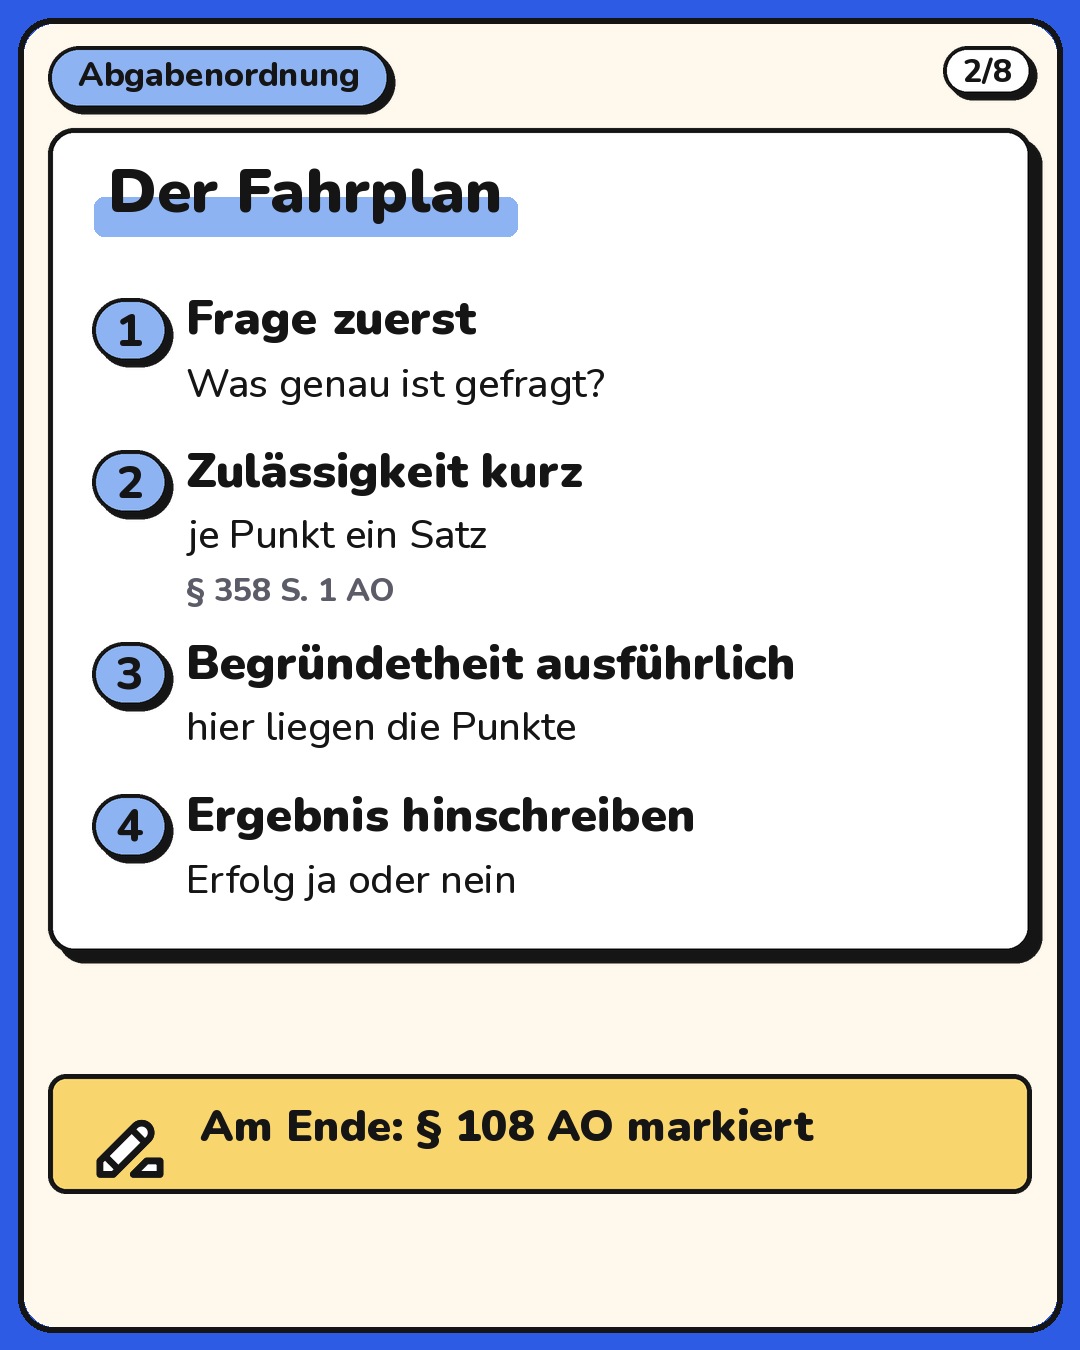 Abgabenordnung
2/8
Der Fahrplan
1 Frage zuerst
Was genau ist gefragt?
2 Zulässigkeit kurz
je Punkt ein Satz
§ 358 S. 1 AO
3 Begründetheit ausführlich
hier liegen die Punkte
4 Ergebnis hinschreiben
Erfolg ja oder nein
Am Ende: § 108 AO markiert